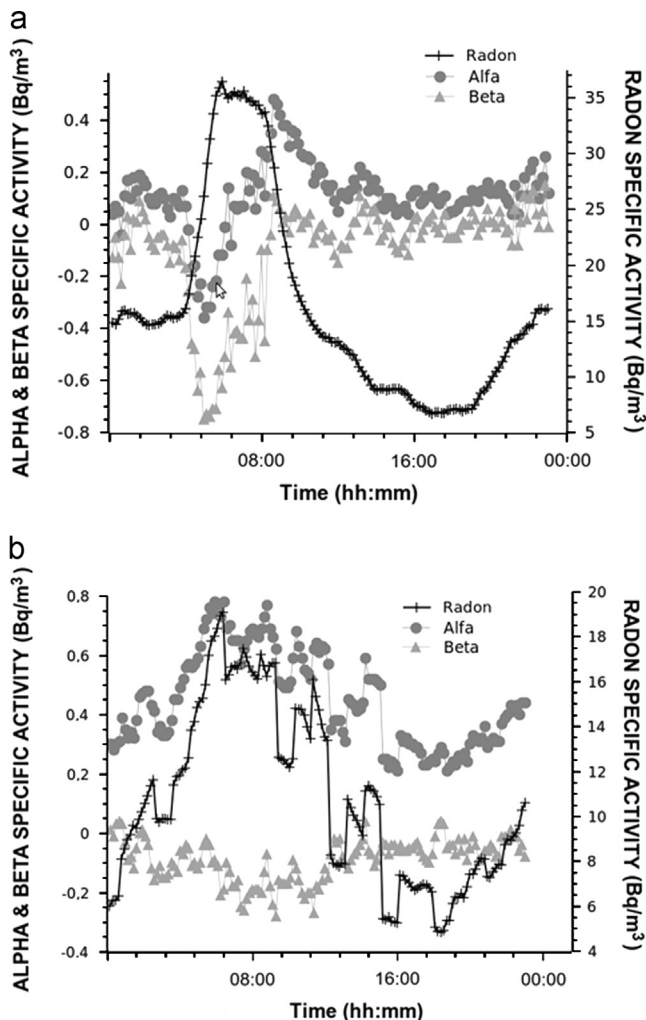 a
ALPHA & BETA SPECIFIC ACTIVITY (Bq/m³)
0.4
0.2
0
-0.2
-0.4
-0.6
-0.8
Radon
Alfa
Beta
35
30
25
20
15
10
5
RADON SPECIFIC ACTIVITY (Bq/m³)
08:00 16:00 00:00
Time (hh:mm)
b
ALPHA & BETA SPECIFIC ACTIVITY (Bq/m³)
0.8
0.6
0.4
0.2
0
-0.2
-0.4
Radon
Alfa
Beta
20
18
16
14
12
10
8
6
4
RADON SPECIFIC ACTIVITY (Bq/m³)
08:00 16:00 00:00
Time (hh:mm)